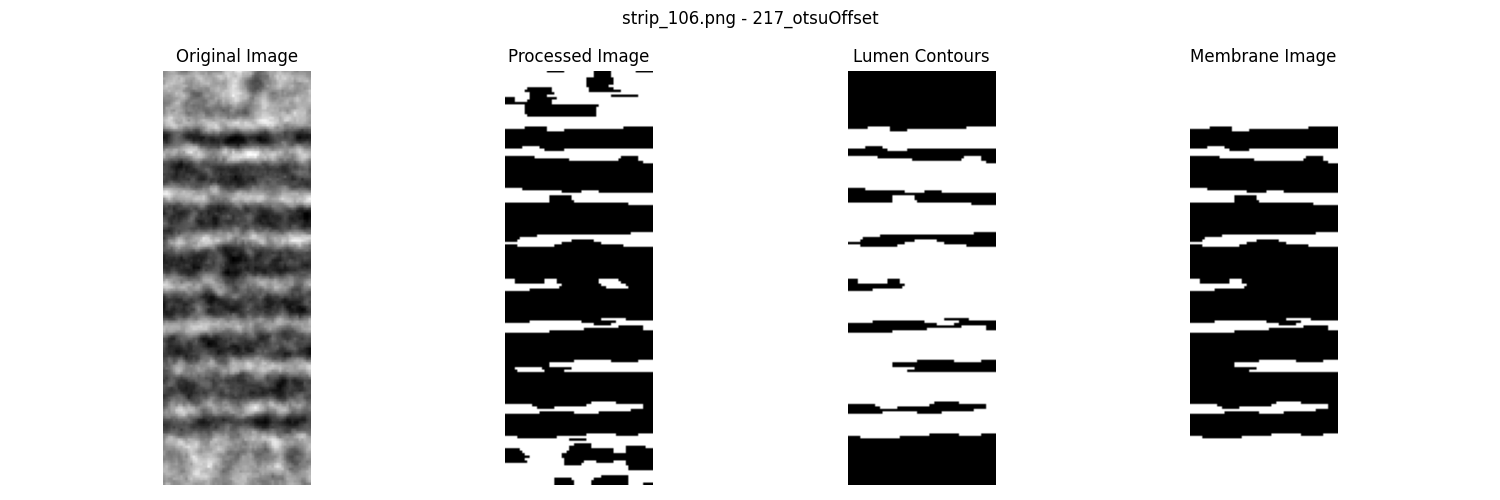 strip_106.png - 217_otsuOffset
Original Image
Processed Image
Lumen Contours
Membrane Image